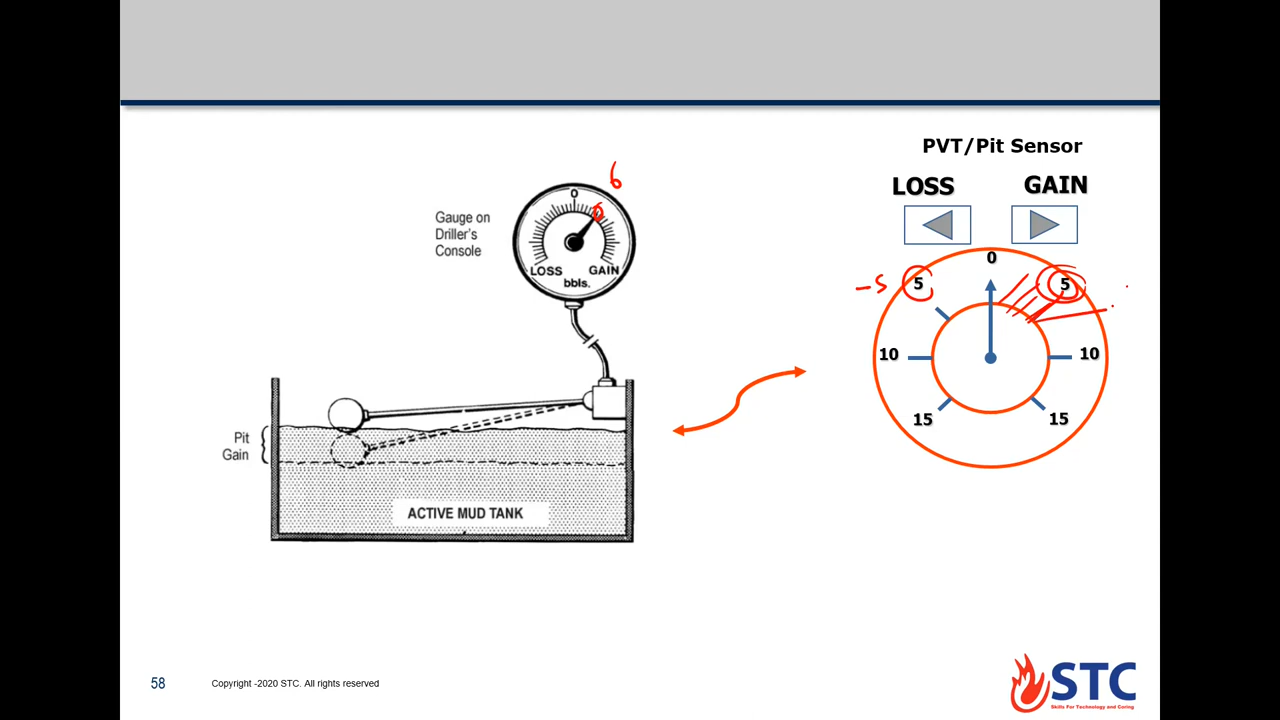 PVT/Pit Sensor
LOSS GAIN
6
0
Gauge on
Driller's
Console
LOSS GAIN
bbls.
0
-5 5 5
10 10
15 15
Pit
Gain
ACTIVE MUD TANK
58
Copyright -2020 STC. All rights reserved
STC
Skills For Technology and Caring